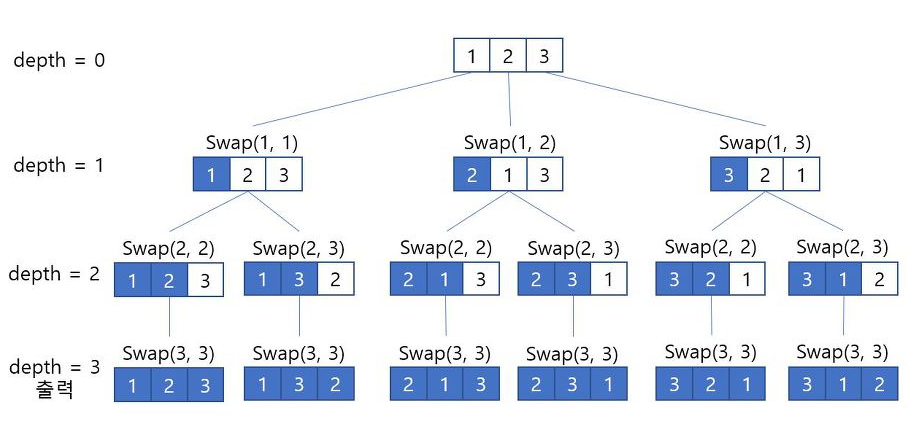 depth = 0
1 2 3
Swap(1, 1) Swap(1, 2) Swap(1, 3)
depth = 1
1 2 3 2 1 3 3 2 1
Swap(2, 2) Swap(2, 3) Swap(2, 2) Swap(2, 3) Swap(2, 2) Swap(2, 3)
depth = 2
1 2 3 1 3 2 2 1 3 2 3 1 3 2 1 3 1 2
Swap(3, 3) Swap(3, 3) Swap(3, 3) Swap(3, 3) Swap(3, 3) Swap(3, 3)
depth = 3
출력
1 2 3 1 3 2 2 1 3 2 3 1 3 2 1 3 1 2